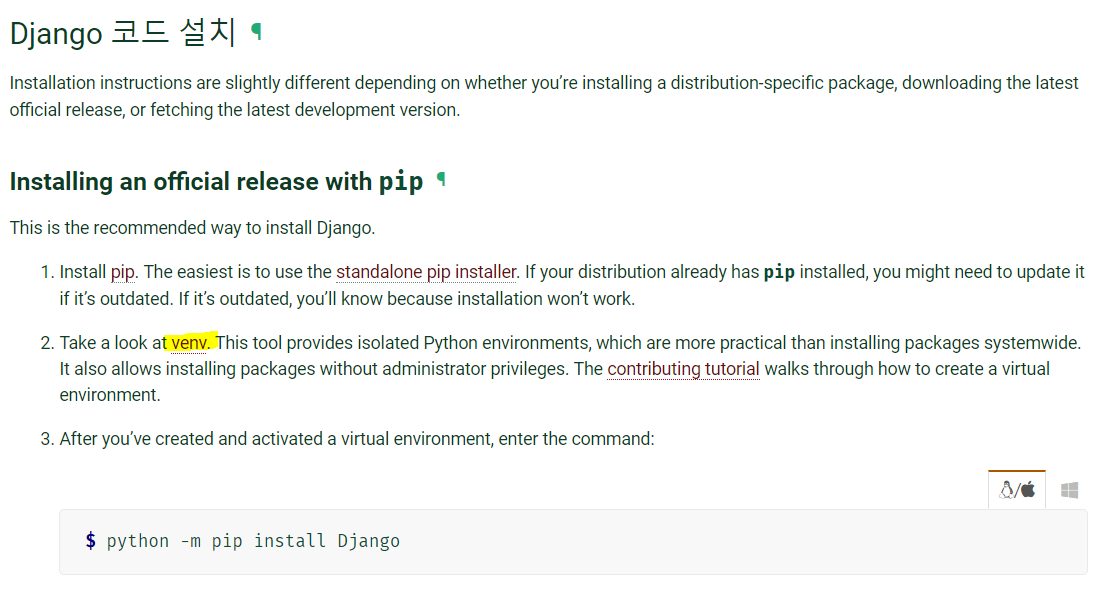 Django 코드 설치 ¶
Installation instructions are slightly different depending on whether you’re installing a distribution-specific package, downloading the latest
official release, or fetching the latest development version.
Installing an official release with pip ¶
This is the recommended way to install Django.
1. Install pip. The easiest is to use the standalone pip installer. If your distribution already has pip installed, you might need to update it
if it’s outdated. If it’s outdated, you’ll know because installation won’t work.
2. Take a look at venv. This tool provides isolated Python environments, which are more practical than installing packages systemwide.
It also allows installing packages without administrator privileges. The contributing tutorial walks through how to create a virtual
environment.
3. After you’ve created and activated a virtual environment, enter the command:
/
$ python -m pip install Django